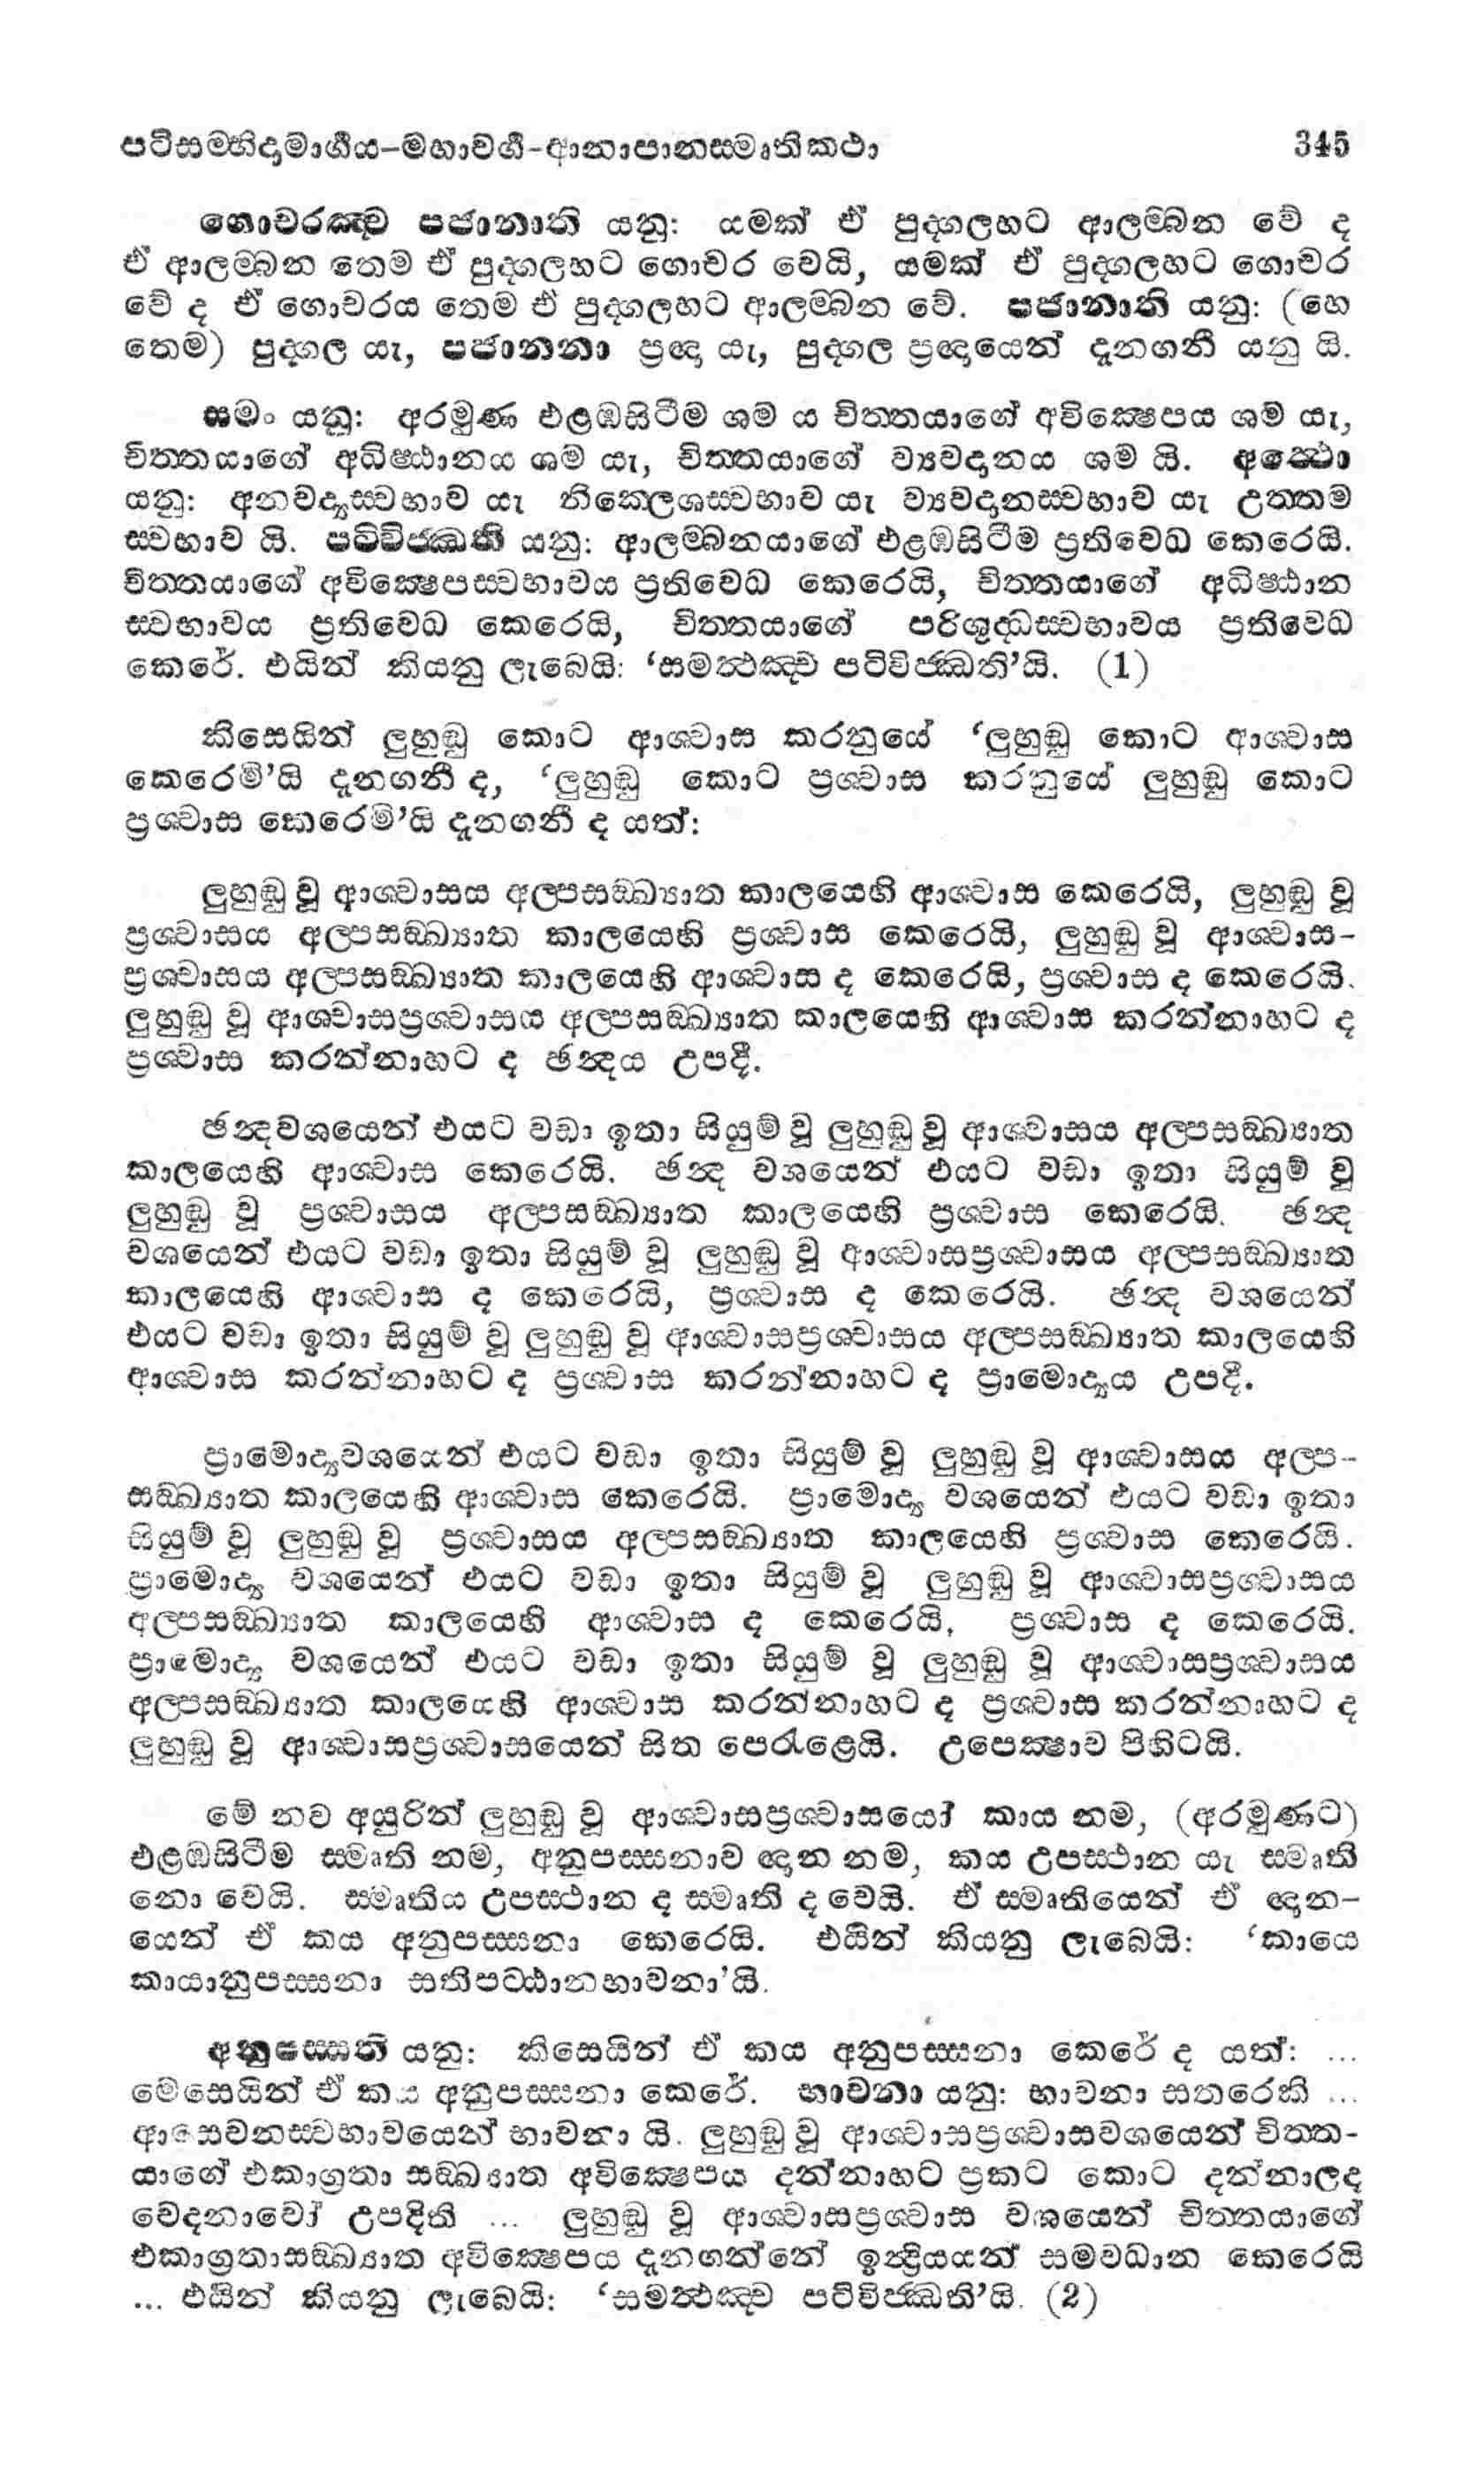 පටිසම්භිදාමාර්ගය-මහාවර්ග-ආනාපානස්මෘතිකථා 345
ගොචරඤ්ච පජානාති යනු: යමක් ඒ පුද්ගලහට ආලම්බන වේ ද
ඒ ආලම්බන තෙම ඒ පුද්ගලහට ගොචර වෙයි, යමක් ඒ පුද්ගලහට ගොචර
වේ ද ඒ ගොචරය තෙම ඒ පුද්ගලහට ආලම්බන වේ. පජානාති යනු: (හෙ
තෙම) පුද්ගල යැ, පජානනා ප්‍රඥා යැ, පුද්ගල ප්‍රඥායෙන් දැනගනී යනු යි.
සමං යනු: අරමුණ එළඹසිටීම ශම ය චිත්තයාගේ අවික්‍ෂෙපය ශම යැ,
චිත්තයාගේ අධිෂ්ඨානය ශම යැ, චිත්තයාගේ ව්‍යවදානය ශම යි. අත්‍ථො
යනු: අනවද්‍යස්වභාව යැ නික්ලෙශස්වභාව යැ ව්‍යවදානස්වභාව යැ උත්තම
ස්වභාව යි. පටිවිජ්ඣති යනු: ආලම්බනයාගේ එළඹසිටීම ප්‍රතිවෙධ කෙරෙයි.
චිත්තයාගේ අවික්‍ෂෙපස්වභාවය ප්‍රතිවෙධ කෙරෙයි, චිත්තයාගේ අධිෂ්ඨාන
ස්වභාවය ප්‍රතිවෙධ කෙරෙයි, චිත්තයාගේ පරිශුද්ධස්වභාවය ප්‍රතිවෙධ
කෙරේ. එයින් කියනු ලැබෙයි: ‘සමත්‍ථඤ්ච පටිවිජ්ඣති’යි. (1)
කිසෙයින් ලුහුඬු කොට ආශ්වාස කරනුයේ ‘ලුහුඬු කොට ආශ්වාස
කෙරෙමි’යි දැනගනී ද, ‘ලුහුඬු කොට ප්‍රශ්වාස කරනුයේ ලුහුඬු කොට
ප්‍රශ්වාස කෙරෙමි’යි දැනගනී ද යත්:
ලුහුඬු වූ ආශ්වාසය අල්පසඞ්ඛ්‍යාත කාලයෙහි ආශ්වාස කෙරෙයි, ලුහුඬු වූ
ප්‍රශ්වාසය අල්පසඞ්ඛ්‍යාත කාලයෙහි ප්‍රශ්වාස කෙරෙයි, ලුහුඬු වූ ආශ්වාස-
ප්‍රශ්වාසය අල්පසඞ්ඛ්‍යාත කාලයෙහි ආශ්වාස ද කෙරෙයි, ප්‍රශ්වාස ද කෙරෙයි.
ලුහුඬු වූ ආශ්වාසප්‍රශ්වාසය අල්පසඞ්ඛ්‍යාත කාලයෙහි ආශ්වාස කරන්නාහට ද
ප්‍රශ්වාස කරන්නාහට ද ඡන්‍දය උපදී.
ඡන්‍දවශයෙන් එයට වඩා ඉතා සියුම් වූ ලුහුඬු වූ ආශ්වාසය අල්පසඞ්ඛ්‍යාත
කාලයෙහි ආශ්වාස කෙරෙයි. ඡන්‍ද වශයෙන් එයට වඩා ඉතා සියුම් වූ
ලුහුඬු වූ ප්‍රශ්වාසය අල්පසඞ්ඛ්‍යාත කාලයෙහි ප්‍රශ්වාස කෙරෙයි. ඡන්‍ද
වශයෙන් එයට වඩා ඉතා සියුම් වූ ලුහුඬු වූ ආශ්වාසප්‍රශ්වාසය අල්පසඞ්ඛ්‍යාත
කාලයෙහි ආශ්වාස ද කෙරෙයි, ප්‍රශ්වාස ද කෙරෙයි. ඡන්‍ද වශයෙන්
එයට වඩා ඉතා සියුම් වූ ලුහුඬු වූ ආශ්වාසප්‍රශ්වාසය අල්පසඞ්ඛ්‍යාත කාලයෙහි
ආශ්වාස කරන්නාහට ද ප්‍රශ්වාස කරන්නාහට ද ප්‍රාමොද්‍යය උපදී.
ප්‍රාමොද්‍යවශයෙන් එයට වඩා ඉතා සියුම් වූ ලුහුඬු වූ ආශ්වාසය අල්ප-
සඞ්ඛ්‍යාත කාලයෙහි ආශ්වාස කෙරෙයි. ප්‍රාමොද්‍ය වශයෙන් එයට වඩා ඉතා
සියුම් වූ ලුහුඬු වූ ප්‍රශ්වාසය අල්පසඞ්ඛ්‍යාත කාලයෙහි ප්‍රශ්වාස කෙරෙයි.
ප්‍රාමොද්‍ය වශයෙන් එයට වඩා ඉතා සියුම් වූ ලුහුඬු වූ ආශ්වාසප්‍රශ්වාසය
අල්පසඞ්ඛ්‍යාත කාලයෙහි ආශ්වාස ද කෙරෙයි, ප්‍රශ්වාස ද කෙරෙයි.
ප්‍රාමොද්‍ය වශයෙන් එයට වඩා ඉතා සියුම් වූ ලුහුඬු වූ ආශ්වාසප්‍රශ්වාසය
අල්පසඞ්ඛ්‍යාත කාලයෙහි ආශ්වාස කරන්නාහට ද ප්‍රශ්වාස කරන්නාහට ද
ලුහුඬු වූ ආශ්වාසප්‍රශ්වාසයෙන් සිත පෙරැළෙයි. උපෙක්‍ෂාව පිහිටයි.
මේ නව අයුරින් ලුහුඬු වූ ආශ්වාසප්‍රශ්වාසයෝ කාය නම, (අරමුණට)
එළඹසිටීම ස්මෘති නම, අනුපස්සනාව ඥාන නම, කය උපස්ථාන යැ ස්මෘති
නො වෙයි. ස්මෘතිය උපස්ථාන ද ස්මෘති ද වෙයි. ඒ ස්මෘතියෙන් ඒ ඥාන-
යෙන් ඒ කය අනුපස්සනා කෙරෙයි. එයින් කියනු ලැබෙයි: ‘කායෙ
කායානුපස්සනා සතිපට්ඨානභාවනා’යි.
අනුපස්සති යනු: කිසෙයින් ඒ කය අනුපස්සනා කෙරේ ද යත්: ...
මෙසෙයින් ඒ කය අනුපස්සනා කෙරේ. භාවනා යනු: භාවනා සතරෙකි ...
ආසෙවනස්වභාවයෙන් භාවනා යි. ලුහුඬු වූ ආශ්වාසප්‍රශ්වාසවශයෙන් චිත්ත-
යාගේ එකාග්‍රතා සඞ්ඛ්‍යාත අවික්‍ෂෙපය දන්නාහට ප්‍රකට කොට දන්නාලද
වෙදනාවෝ උපදිති ... ලුහුඬු වූ ආශ්වාසප්‍රශ්වාස වශයෙන් චිත්තයාගේ
එකාග්‍රතාසඞ්ඛ්‍යාත අවික්‍ෂෙපය දැනගන්නේ ඉන්‍ද්‍රියයන් සමවධාන කෙරෙයි
... එයින් කියනු ලැබෙයි: ‘සමත්‍ථඤ්ච පටිවිජ්ඣති’යි. (2)